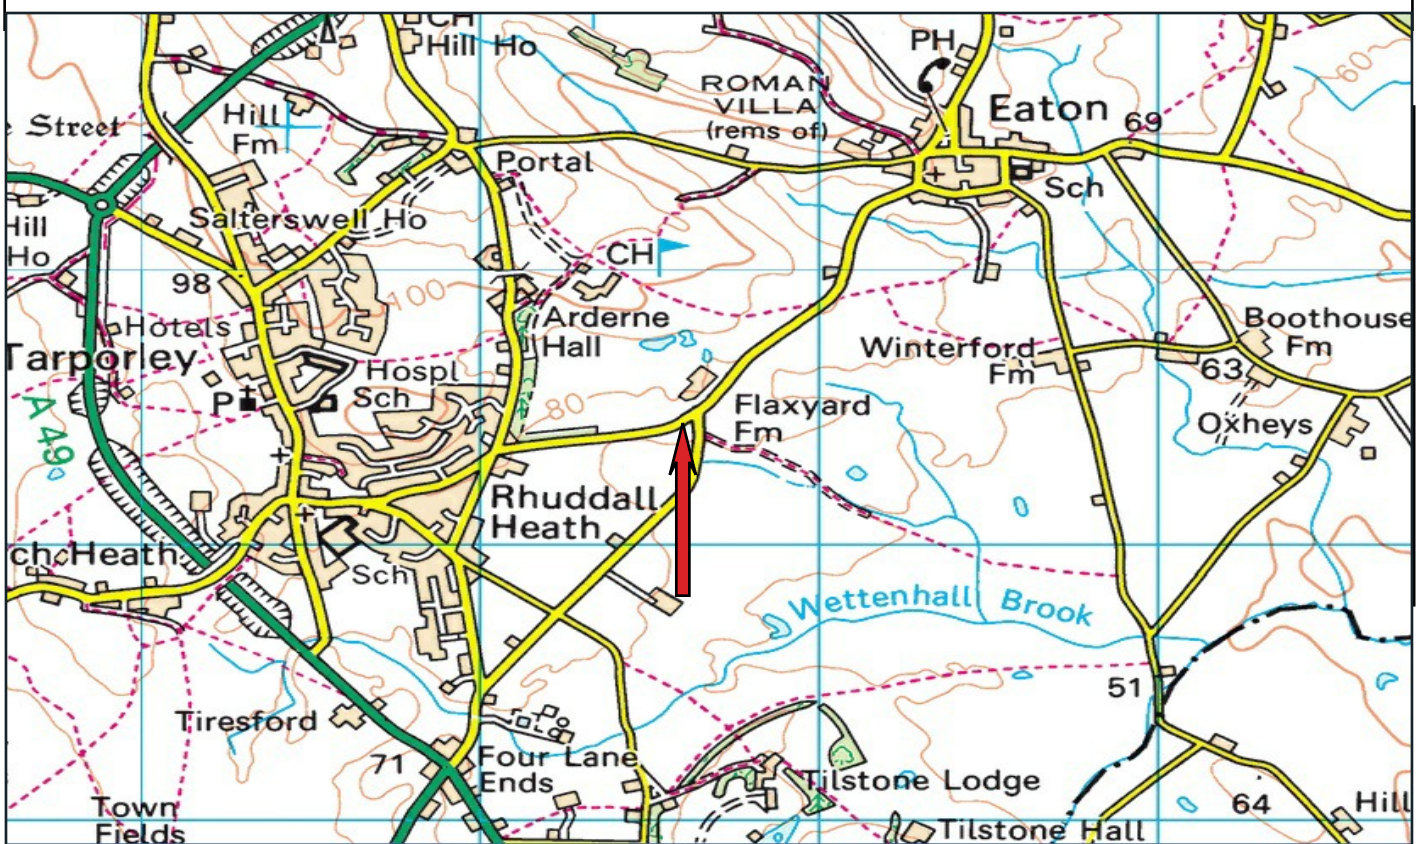 CH
Hill Ho
PH
ROMAN
VILLA
(rems of)
Eaton
69
60
e Street
Hill
Fm
Portal
Sch
Hill
Ho
Salterswell Ho
CH
98
100
Hotels
Arderne
Hall
Boothouse
Fm
Tarporley
Winterford
Fm
63
Hospl
Sch
P
80
Flaxyard
Fm
Oxheys
A 49
Rhuddall
Heath
ch Heath
Sch
Wettenhall Brook
51
Tiresford
71
Four Lane
Ends
Tilstone Lodge
64
Hill
Town
Fields
Tilstone Hall